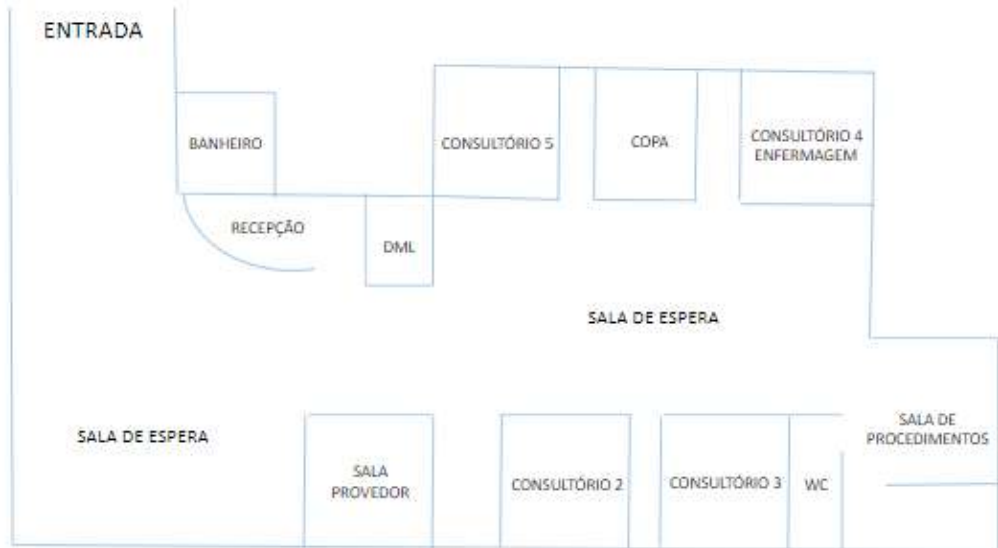 ENTRADA
BANHEIRO
CONSULTÓRIO 5
COPA
CONSULTÓRIO 4
ENFERMAGEM
RECEPÇÃO
DML
SALA DE ESPERA
SALA DE ESPERA
SALA
PROVEDOR
CONSULTÓRIO 2
CONSULTÓRIO 3
WC
SALA DE
PROCEDIMENTOS